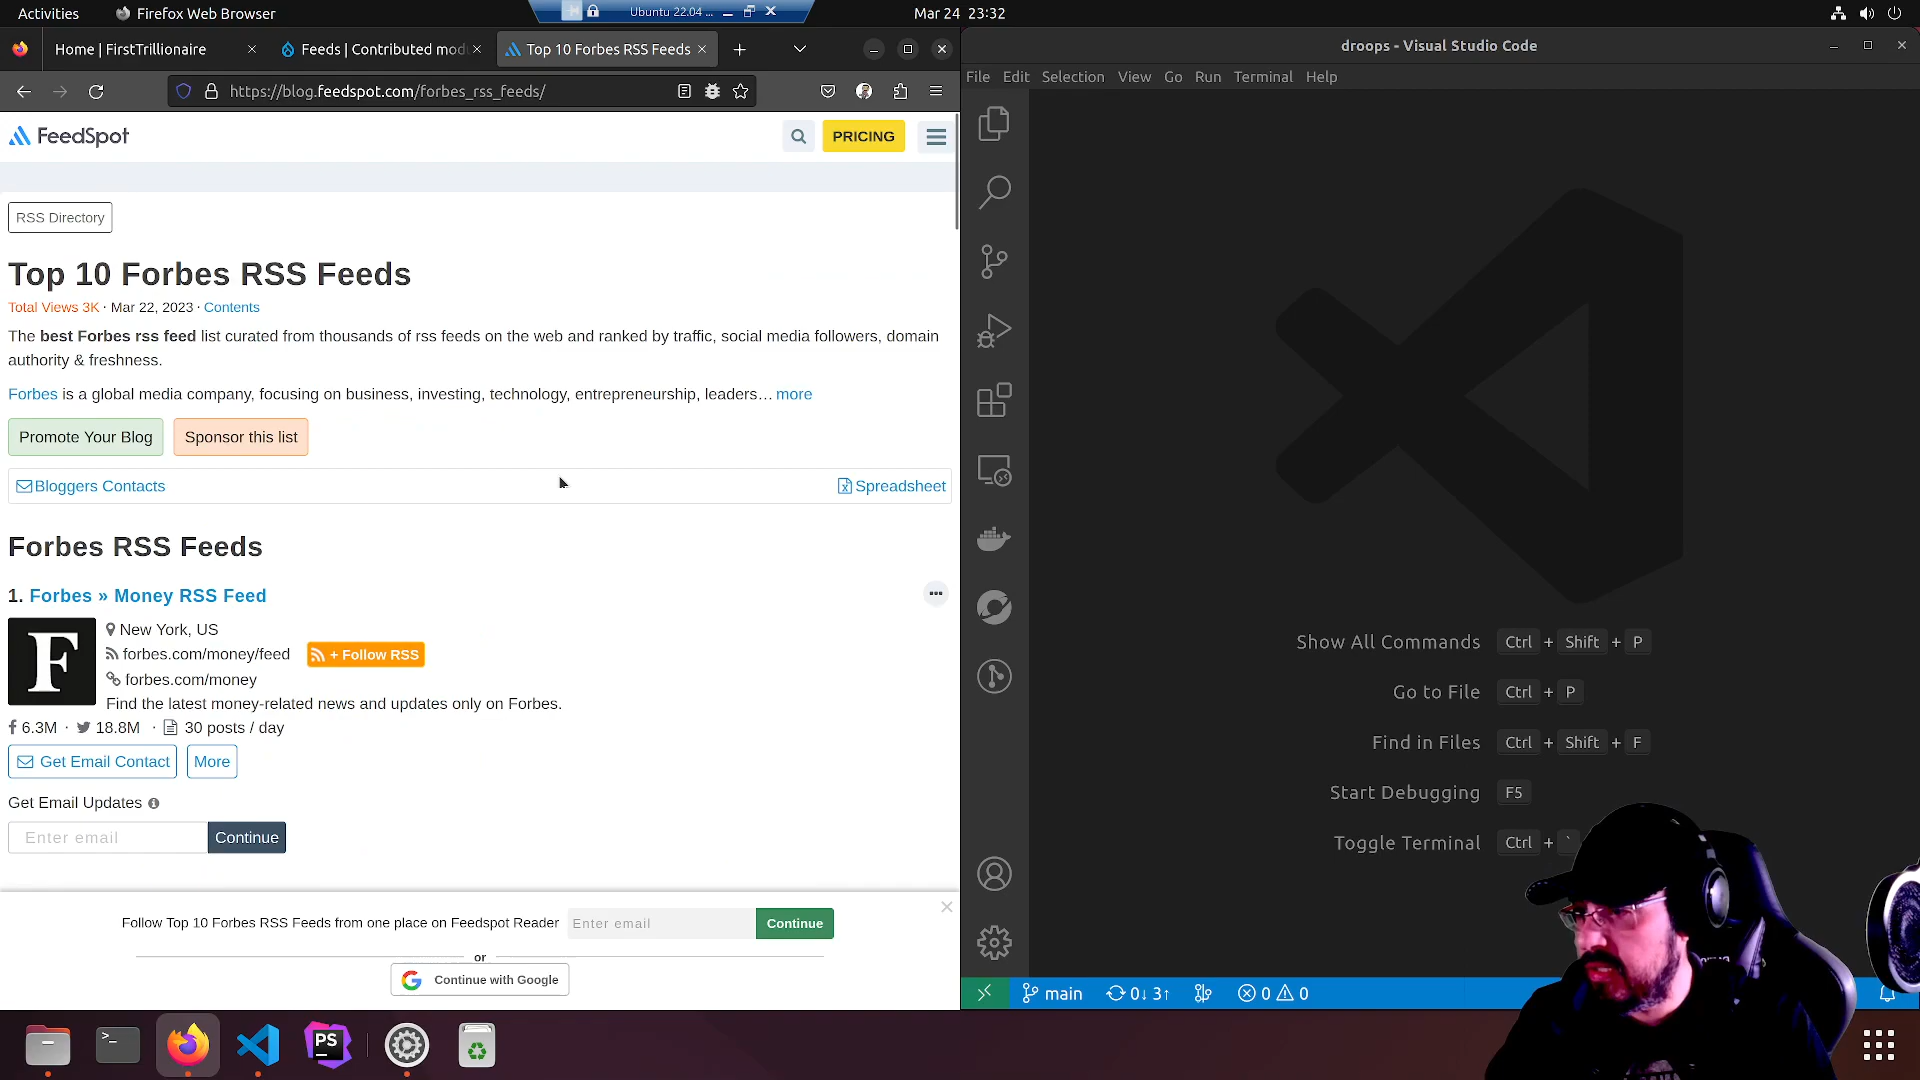 Activities
Firefox Web Browser
Ubuntu 22.04 ...
Mar 24 23:32
Home | FirstTrillionaire
Feeds | Contributed mod
Top 10 Forbes RSS Feeds
https://blog.feedspot.com/forbes_rss_feeds/
FeedSpot
PRICING
RSS Directory
Top 10 Forbes RSS Feeds
Total Views 3K · Mar 22, 2023 · Contents
The best Forbes rss feed list curated from thousands of rss feeds on the web and ranked by traffic, social media followers, domain
authority & freshness.
Forbes is a global media company, focusing on business, investing, technology, entrepreneurship, leaders... more
Promote Your Blog
Sponsor this list
Bloggers Contacts
Spreadsheet
Forbes RSS Feeds
1. Forbes » Money RSS Feed
F
New York, US
forbes.com/money/feed
+ Follow RSS
forbes.com/money
Find the latest money-related news and updates only on Forbes.
6.3M · 18.8M · 30 posts / day
Get Email Contact
More
Get Email Updates
Enter email
Continue
Follow Top 10 Forbes RSS Feeds from one place on Feedspot Reader
Enter email
Continue
or
Continue with Google
droops - Visual Studio Code
File Edit Selection View Go Run Terminal Help
Show All Commands Ctrl + Shift + P
Go to File Ctrl + P
Find in Files Ctrl + Shift + F
Start Debugging F5
Toggle Terminal Ctrl + `
main
0↓ 3↑
0
0
PS